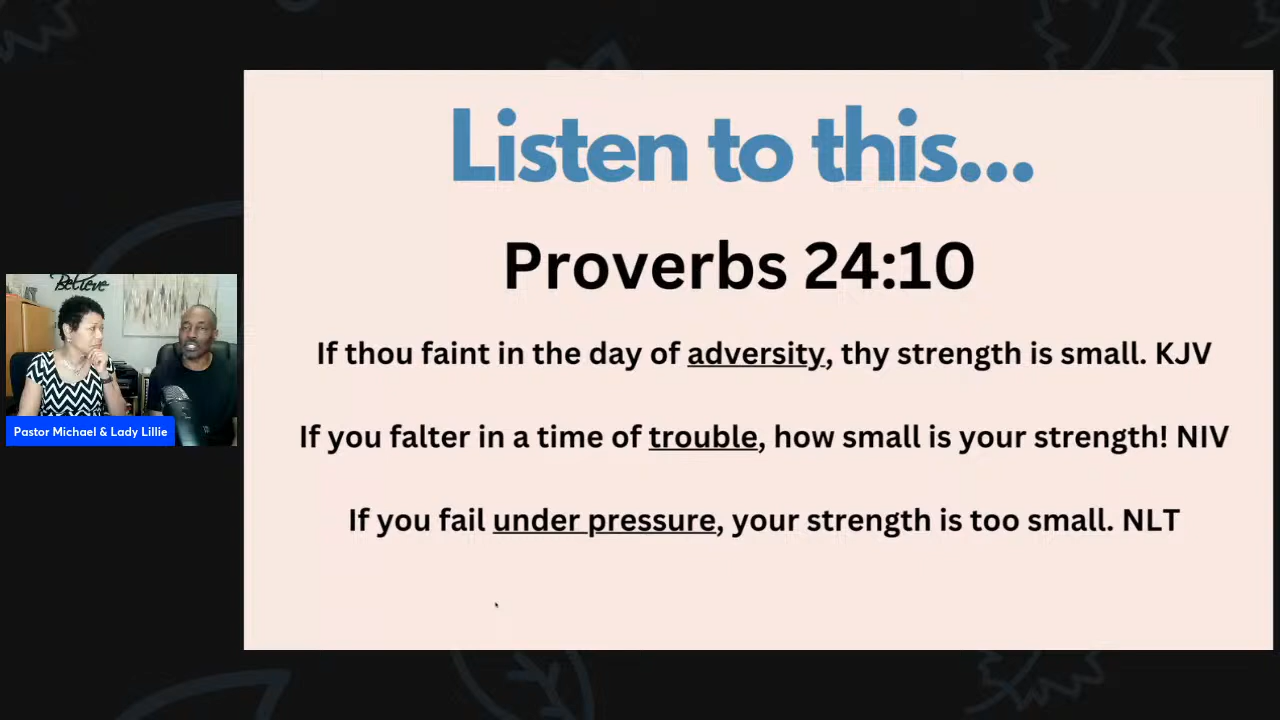 Listen to this...
Proverbs 24:10
If thou faint in the day of adversity, thy strength is small. KJV
If you falter in a time of trouble, how small is your strength! NIV
If you fail under pressure, your strength is too small. NLT
Believe
Pastor Michael & Lady Lillie